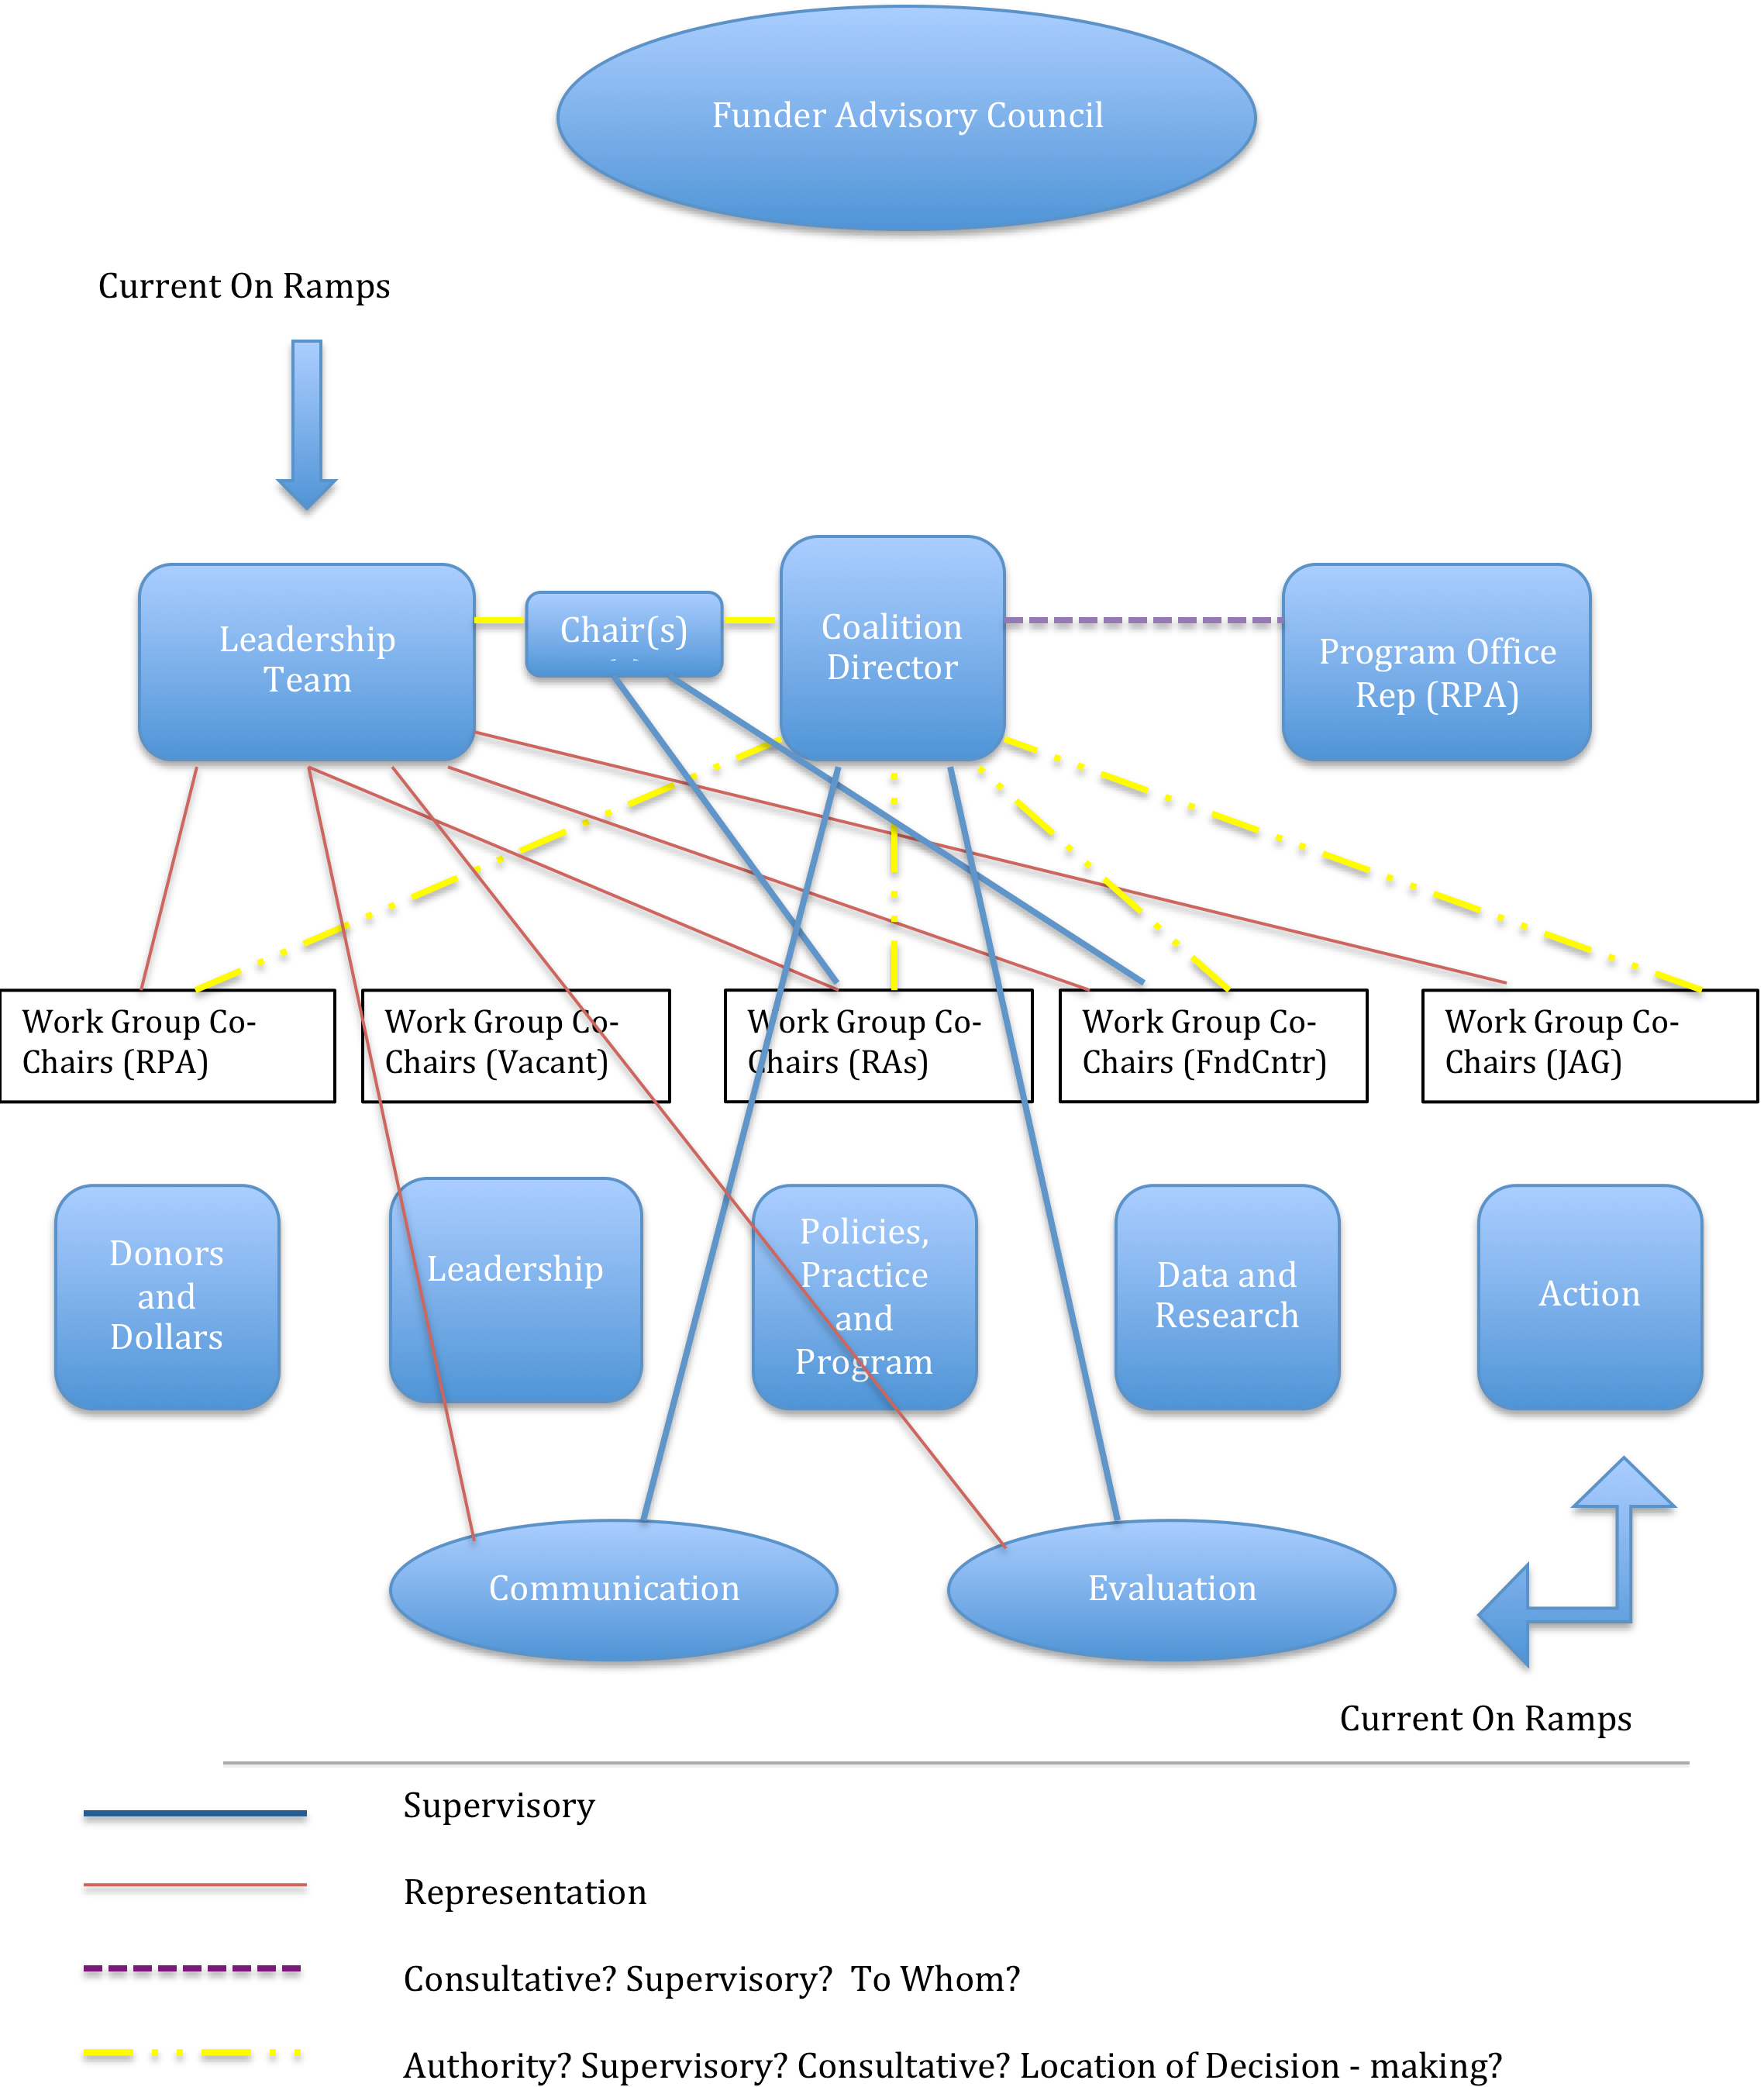 Funder Advisory Council
Current On Ramps
Leadership
Team
Chair(s)
Coalition
Director
Program Office
Rep (RPA)
Work Group Co-
Chairs (RPA)
Work Group Co-
Chairs (Vacant)
Work Group Co-
Chairs (RAs)
Work Group Co-
Chairs (FndCntr)
Work Group Co-
Chairs (JAG)
Donors
and
Dollars
Leadership
Policies,
Practice
and
Program
Data and
Research
Action
Communication
Evaluation
Current On Ramps
Supervisory
Representation
Consultative? Supervisory?  To Whom?
Authority? Supervisory? Consultative? Location of Decision - making?